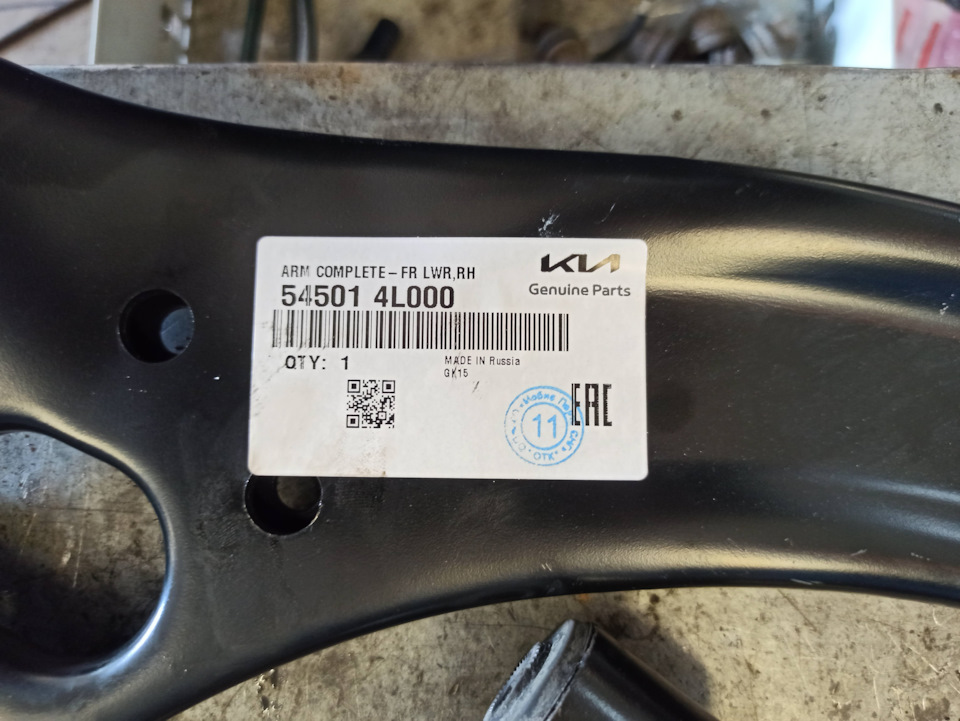 ARM COMPLETE-FR LWR,RH
54501 4L000
KIA
Genuine Parts
QTY: 1
MADE IN Russia
GK15
EAC
11
СНГ
ОТК